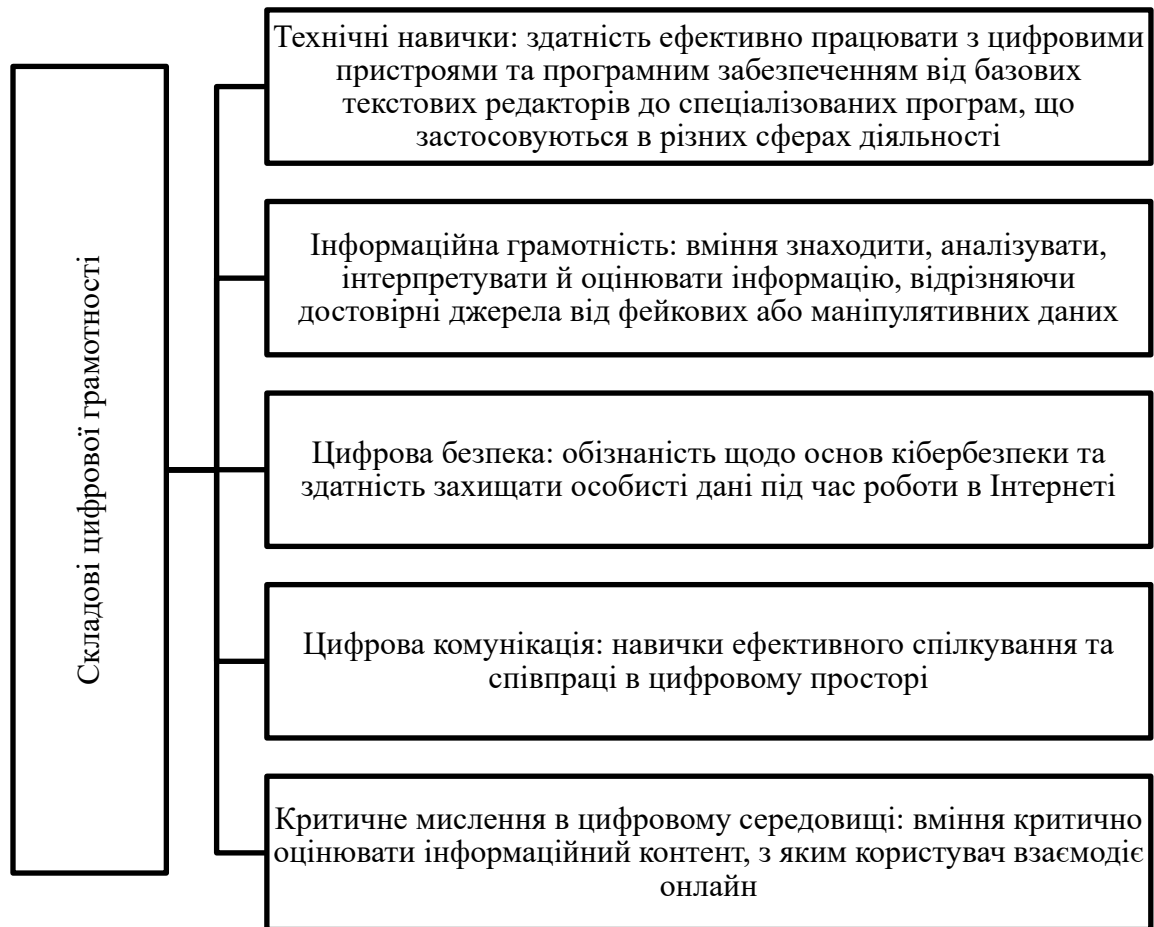 Складові цифрової грамотності
Технічні навички: здатність ефективно працювати з цифровими
пристроями та програмним забезпеченням від базових
текстових редакторів до спеціалізованих програм, що
застосовуються в різних сферах діяльності
Інформаційна грамотність: вміння знаходити, аналізувати,
інтерпретувати й оцінювати інформацію, відрізняючи
достовірні джерела від фейкових або маніпулятивних даних
Цифрова безпека: обізнаність щодо основ кібербезпеки та
здатність захищати особисті дані під час роботи в Інтернеті
Цифрова комунікація: навички ефективного спілкування та
співпраці в цифровому просторі
Критичне мислення в цифровому середовищі: вміння критично
оцінювати інформаційний контент, з яким користувач взаємодіє
онлайн